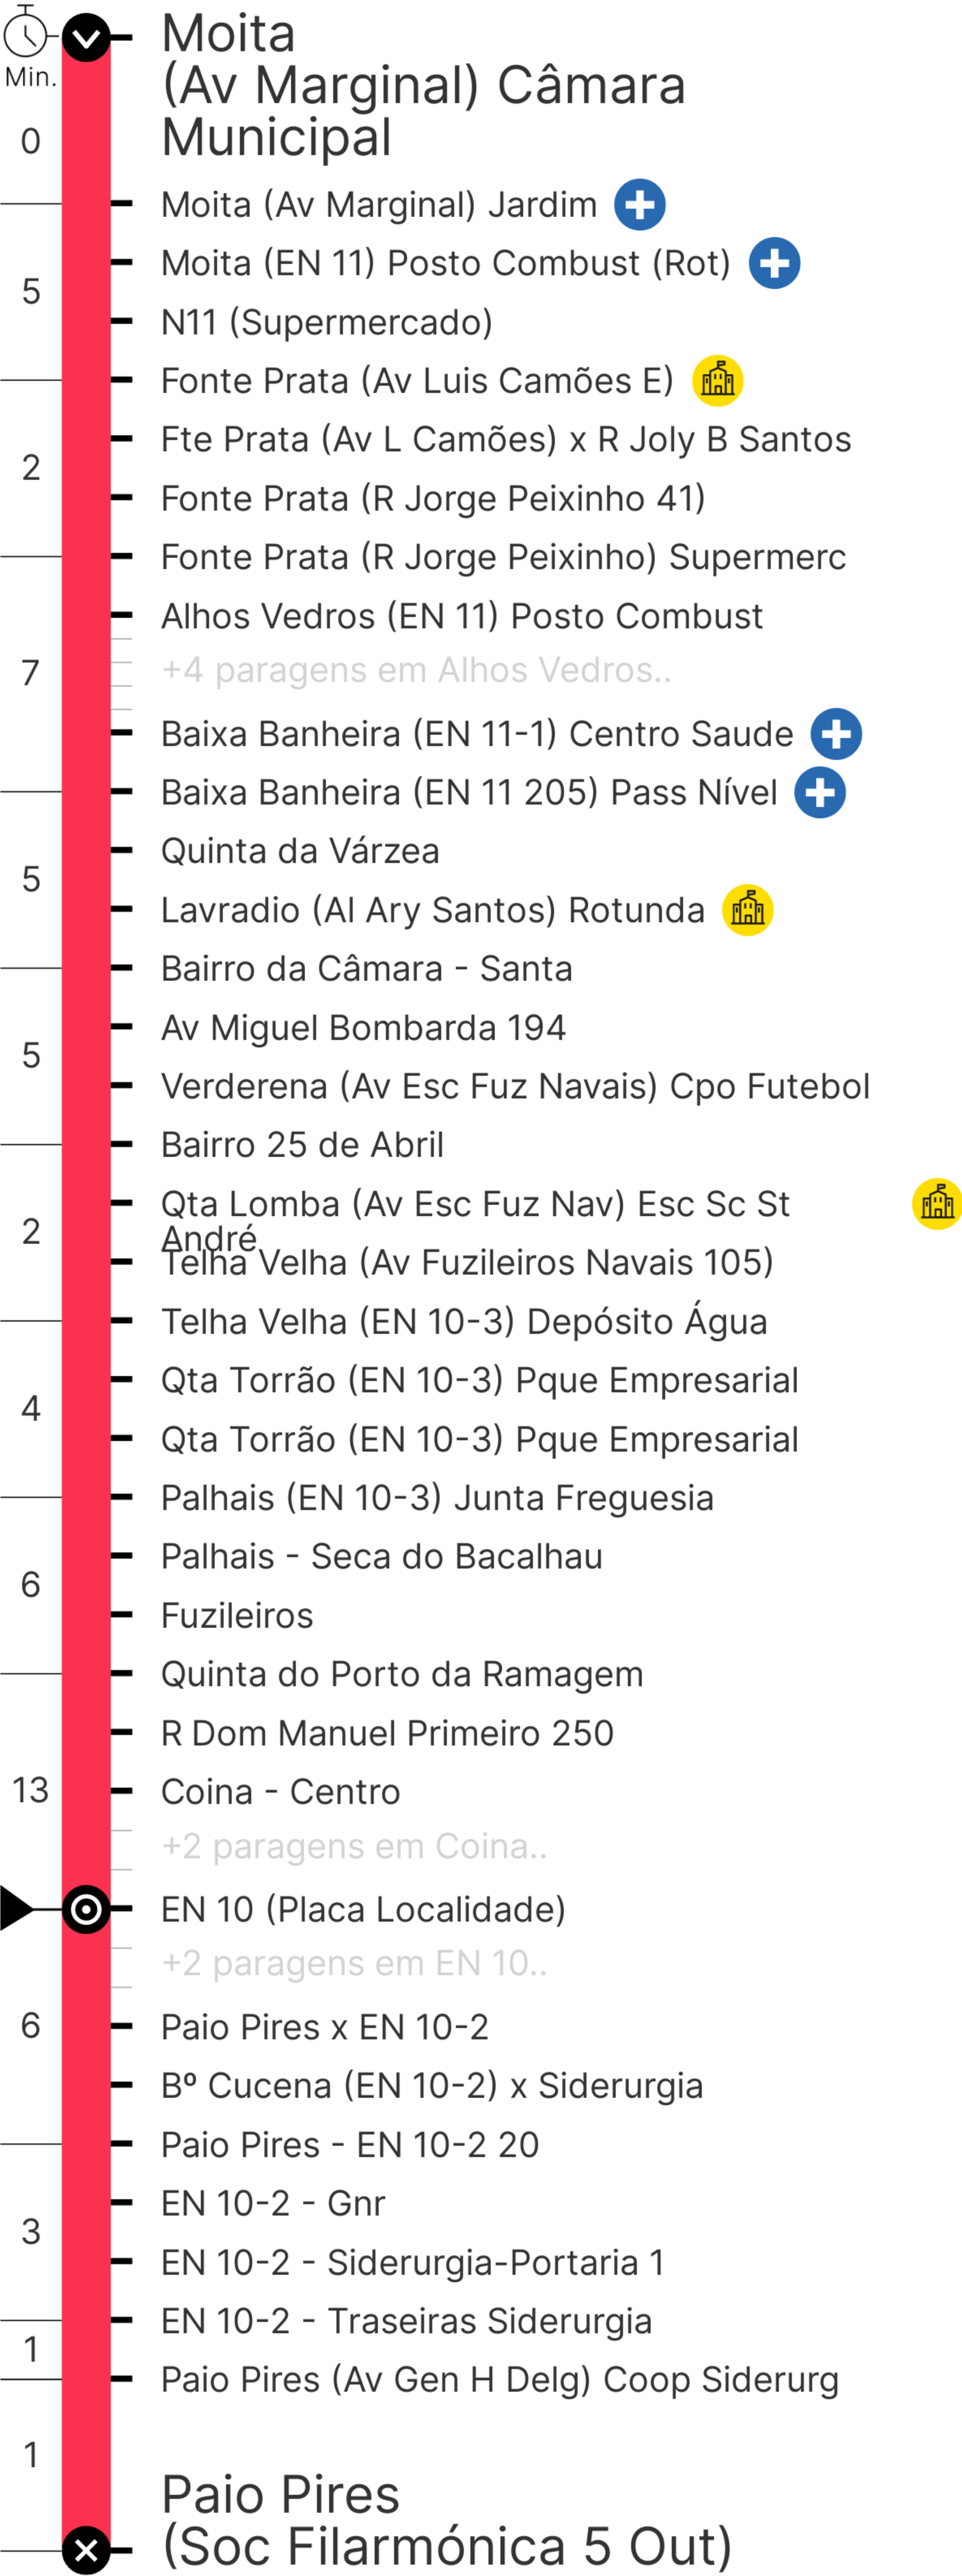 Moita
Min.
(Av Marginal) Câmara
Municipal
0
Moita (Av Marginal) Jardim
Moita (EN 11) Posto Combust (Rot)
5
N11 (Supermercado)
Fonte Prata (Av Luis Camões E)
Fte Prata (Av L Camões) x R Joly B Santos
2
Fonte Prata (R Jorge Peixinho 41)
Fonte Prata (R Jorge Peixinho) Supermerc
Alhos Vedros (EN 11) Posto Combust
+4 paragens em Alhos Vedros..
7
Baixa Banheira (EN 11-1) Centro Saude
Baixa Banheira (EN 11 205) Pass Nível
Quinta da Várzea
5
Lavradio (Al Ary Santos) Rotunda
Bairro da Câmara - Santa
Av Miguel Bombarda 194
5
Verderena (Av Esc Fuz Navais) Cpo Futebol
Bairro 25 de Abril
Qta Lomba (Av Esc Fuz Nav) Esc Sc St
André
2
Telha Velha (Av Fuzileiros Navais 105)
Telha Velha (EN 10-3) Depósito Água
Qta Torrão (EN 10-3) Pque Empresarial
4
Qta Torrão (EN 10-3) Pque Empresarial
Palhais (EN 10-3) Junta Freguesia
Palhais - Seca do Bacalhau
6
Fuzileiros
Quinta do Porto da Ramagem
R Dom Manuel Primeiro 250
13
Coina - Centro
+2 paragens em Coina..
EN 10 (Placa Localidade)
+2 paragens em EN 10..
6
Paio Pires x EN 10-2
Bº Cucena (EN 10-2) x Siderurgia
Paio Pires - EN 10-2 20
EN 10-2 - Gnr
3
EN 10-2 - Siderurgia-Portaria 1
EN 10-2 - Traseiras Siderurgia
1
Paio Pires (Av Gen H Delg) Coop Siderurg
1
Paio Pires
(Soc Filarmónica 5 Out)